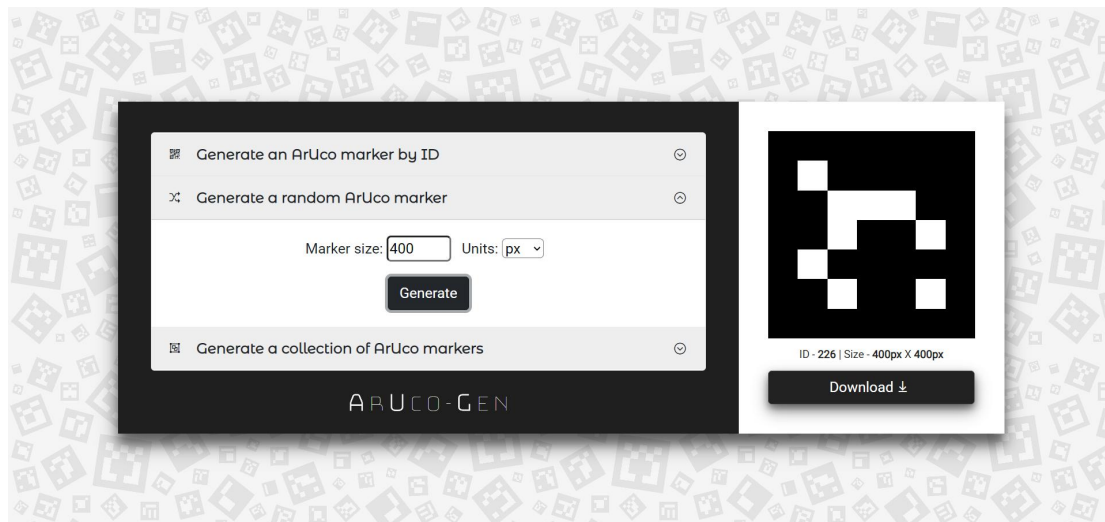 Generate an ArUco marker by ID
Generate a random ArUco marker
Marker size: 400 Units: px
Generate
Generate a collection of ArUco markers
ArUco-Gen
ID - 226 | Size - 400px X 400px
Download